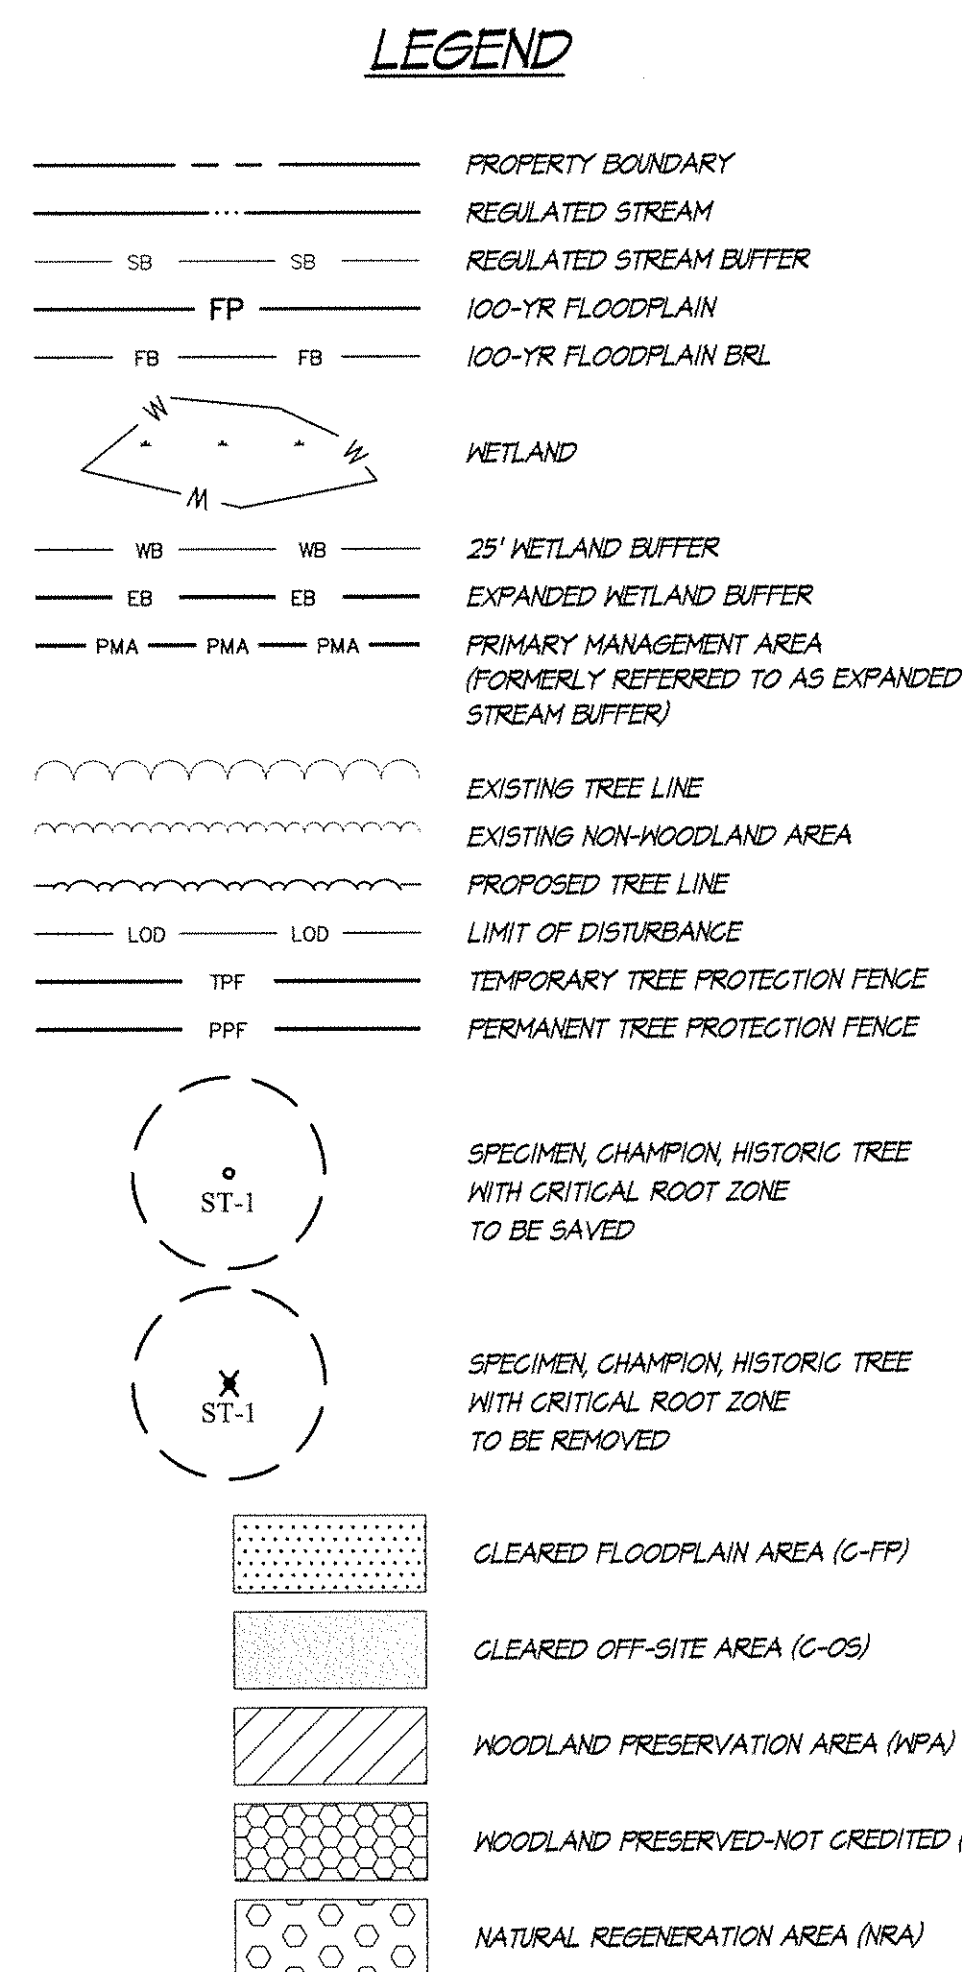 LEGEND
PROPERTY BOUNDARY
REGULATED STREAM
SB SB REGULATED STREAM BUFFER
FP 100-YR FLOODPLAIN
FB FB 100-YR FLOODPLAIN BRL
W W W WETLAND
WB WB 25' WETLAND BUFFER
EB EB EXPANDED WETLAND BUFFER
PMA PMA PMA PRIMARY MANAGEMENT AREA
(FORMERLY REFERRED TO AS EXPANDED
STREAM BUFFER)
EXISTING TREE LINE
EXISTING NON-WOODLAND AREA
PROPOSED TREE LINE
LOD LOD LIMIT OF DISTURBANCE
TPF TEMPORARY TREE PROTECTION FENCE
PPF PERMANENT TREE PROTECTION FENCE
SPECIMEN, CHAMPION, HISTORIC TREE
ST-1 WITH CRITICAL ROOT ZONE
TO BE SAVED
SPECIMEN, CHAMPION, HISTORIC TREE
ST-1 WITH CRITICAL ROOT ZONE
TO BE REMOVED
CLEARED FLOODPLAIN AREA (C-FP)
CLEARED OFF-SITE AREA (C-OS)
WOODLAND PRESERVATION AREA (WPA)
WOODLAND PRESERVED-NOT CREDITED (
NATURAL REGENERATION AREA (NRA)